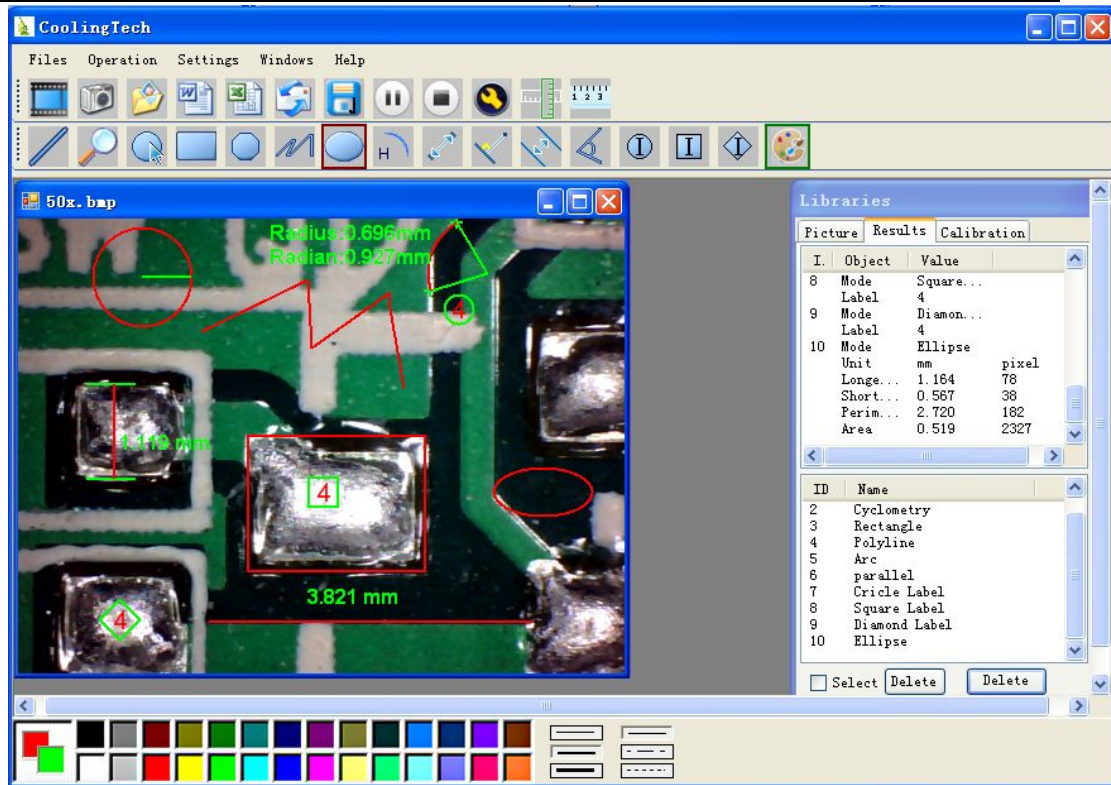 CoolingTech
Files Operation Settings Windows Help
W
X
1 2 3
H
I
I
I
50x.bmp
Radius:0.696mm
Radian:0.927mm
4
1.119 mm
4
3.821 mm
4
Libraries
Picture Results Calibration
I. Object Value
8 Mode Square...
Label 4
9 Mode Diamon...
Label 4
10 Mode Ellipse
Unit mm pixel
Longe... 1.164 78
Short... 0.567 38
Perim... 2.720 182
Area 0.519 2327
ID Name
2 Cyclometry
3 Rectangle
4 Polyline
5 Arc
6 parallel
7 Cricle Label
8 Square Label
9 Diamond Label
10 Ellipse
Select Delete Delete